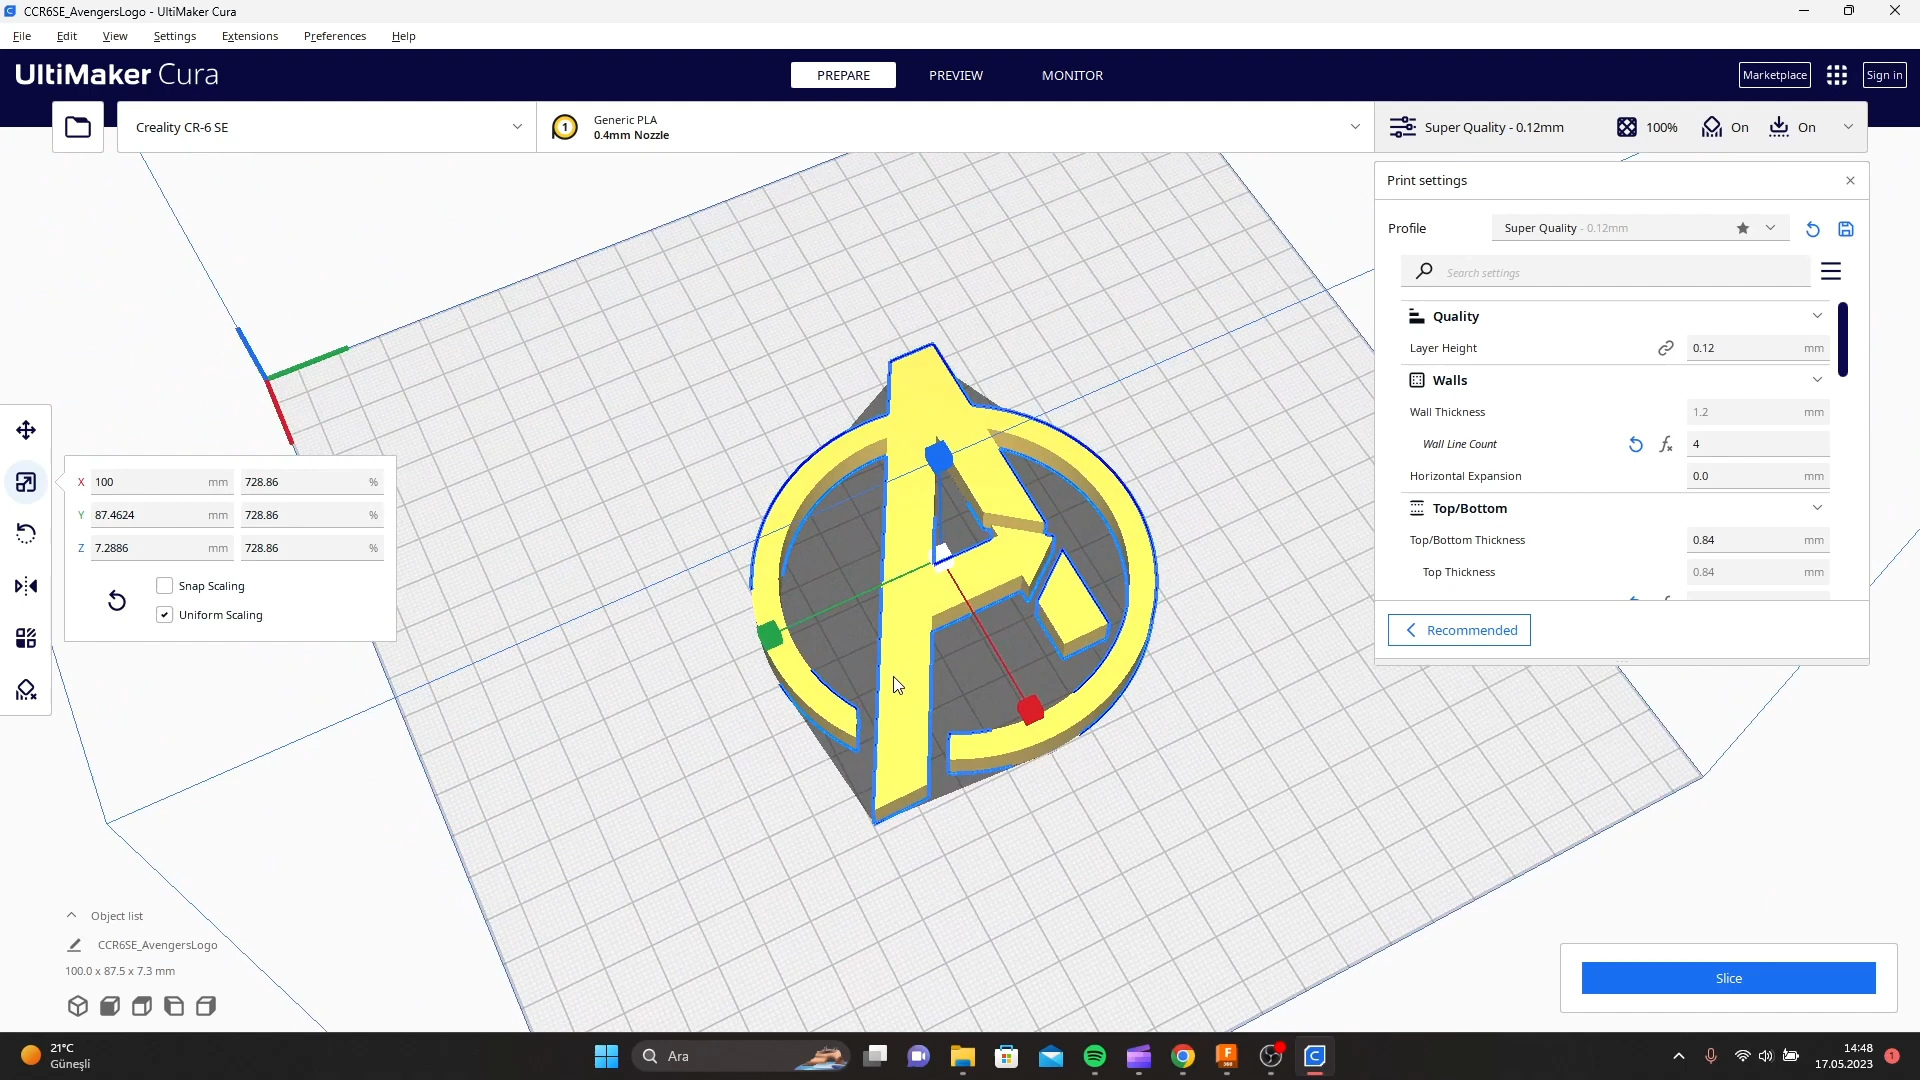 CCR6SE_AvengersLogo - UltiMaker Cura
File Edit View Settings Extensions Preferences Help
UltiMaker Cura
PREPARE PREVIEW MONITOR
Marketplace
Sign in
Creality CR-6 SE
1
Generic PLA
0.4mm Nozzle
Super Quality - 0.12mm 100% On On
Print settings
Profile Super Quality - 0.12mm
Search settings
Quality
Layer Height 0.12 mm
Walls
Wall Thickness 1.2 mm
Wall Line Count 4
Horizontal Expansion 0.0 mm
Top/Bottom
Top/Bottom Thickness 0.84 mm
Top Thickness 0.84 mm
Recommended
X 100 mm 728.86 %
Y 87.4624 mm 728.86 %
Z 7.2886 mm 728.86 %
Snap Scaling
Uniform Scaling
Object list
CCR6SE_AvengersLogo
100.0 x 87.5 x 7.3 mm
Slice
21°C
Güneşli
Ara
14:48
17.05.2023
1